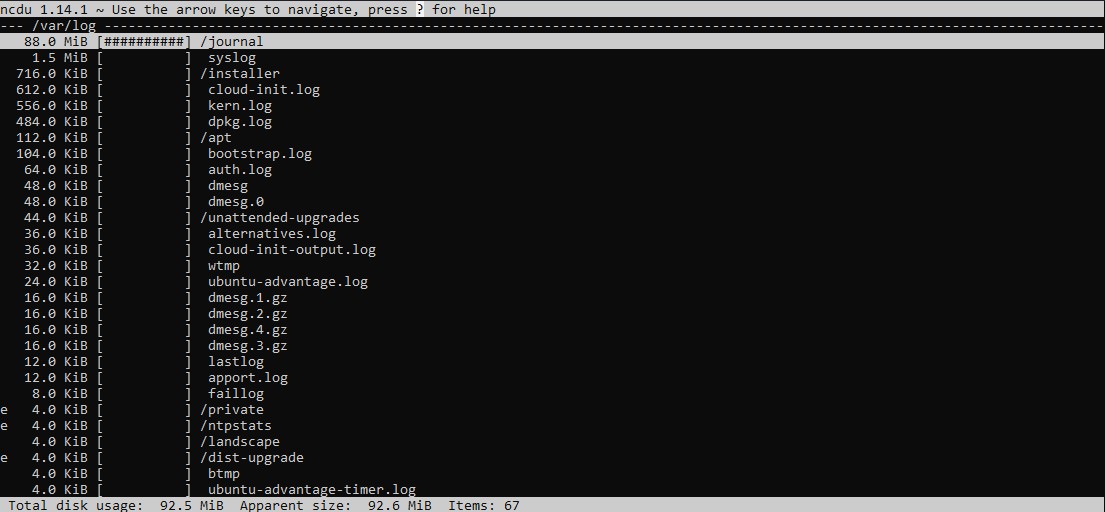 ncdu 1.14.1 ~ Use the arrow keys to navigate, press ? for help
--- /var/log ------------------------------------------------------------------------------------------------------------------------------
   88.0 MiB [##########] /journal
    1.5 MiB [          ]  syslog
  716.0 KiB [          ] /installer
  612.0 KiB [          ]  cloud-init.log
  556.0 KiB [          ]  kern.log
  484.0 KiB [          ]  dpkg.log
  112.0 KiB [          ] /apt
  104.0 KiB [          ]  bootstrap.log
   64.0 KiB [          ]  auth.log
   48.0 KiB [          ]  dmesg
   48.0 KiB [          ]  dmesg.0
   44.0 KiB [          ] /unattended-upgrades
   36.0 KiB [          ]  alternatives.log
   36.0 KiB [          ]  cloud-init-output.log
   32.0 KiB [          ]  wtmp
   24.0 KiB [          ]  ubuntu-advantage.log
   16.0 KiB [          ]  dmesg.1.gz
   16.0 KiB [          ]  dmesg.2.gz
   16.0 KiB [          ]  dmesg.4.gz
   16.0 KiB [          ]  dmesg.3.gz
   12.0 KiB [          ]  lastlog
   12.0 KiB [          ]  apport.log
    8.0 KiB [          ]  faillog
e   4.0 KiB [          ] /private
e   4.0 KiB [          ] /ntpstats
    4.0 KiB [          ] /landscape
e   4.0 KiB [          ] /dist-upgrade
    4.0 KiB [          ]  btmp
    4.0 KiB [          ]  ubuntu-advantage-timer.log
 Total disk usage:  92.5 MiB  Apparent size:  92.6 MiB  Items: 67